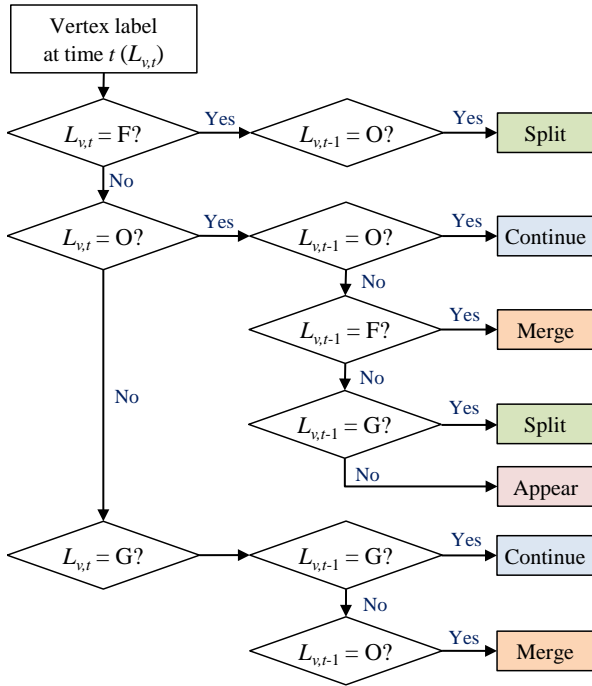 Vertex label
at time t (Lv,t)
Lv,t = F?
Yes
Lv,t-1 = O?
Yes
Split
No
Lv,t = O?
Yes
Lv,t-1 = O?
Yes
Continue
No
Lv,t-1 = F?
Yes
Merge
No
No
Lv,t-1 = G?
Yes
Split
No
Appear
Lv,t = G?
Lv,t-1 = G?
Yes
Continue
No
Lv,t-1 = O?
Yes
Merge